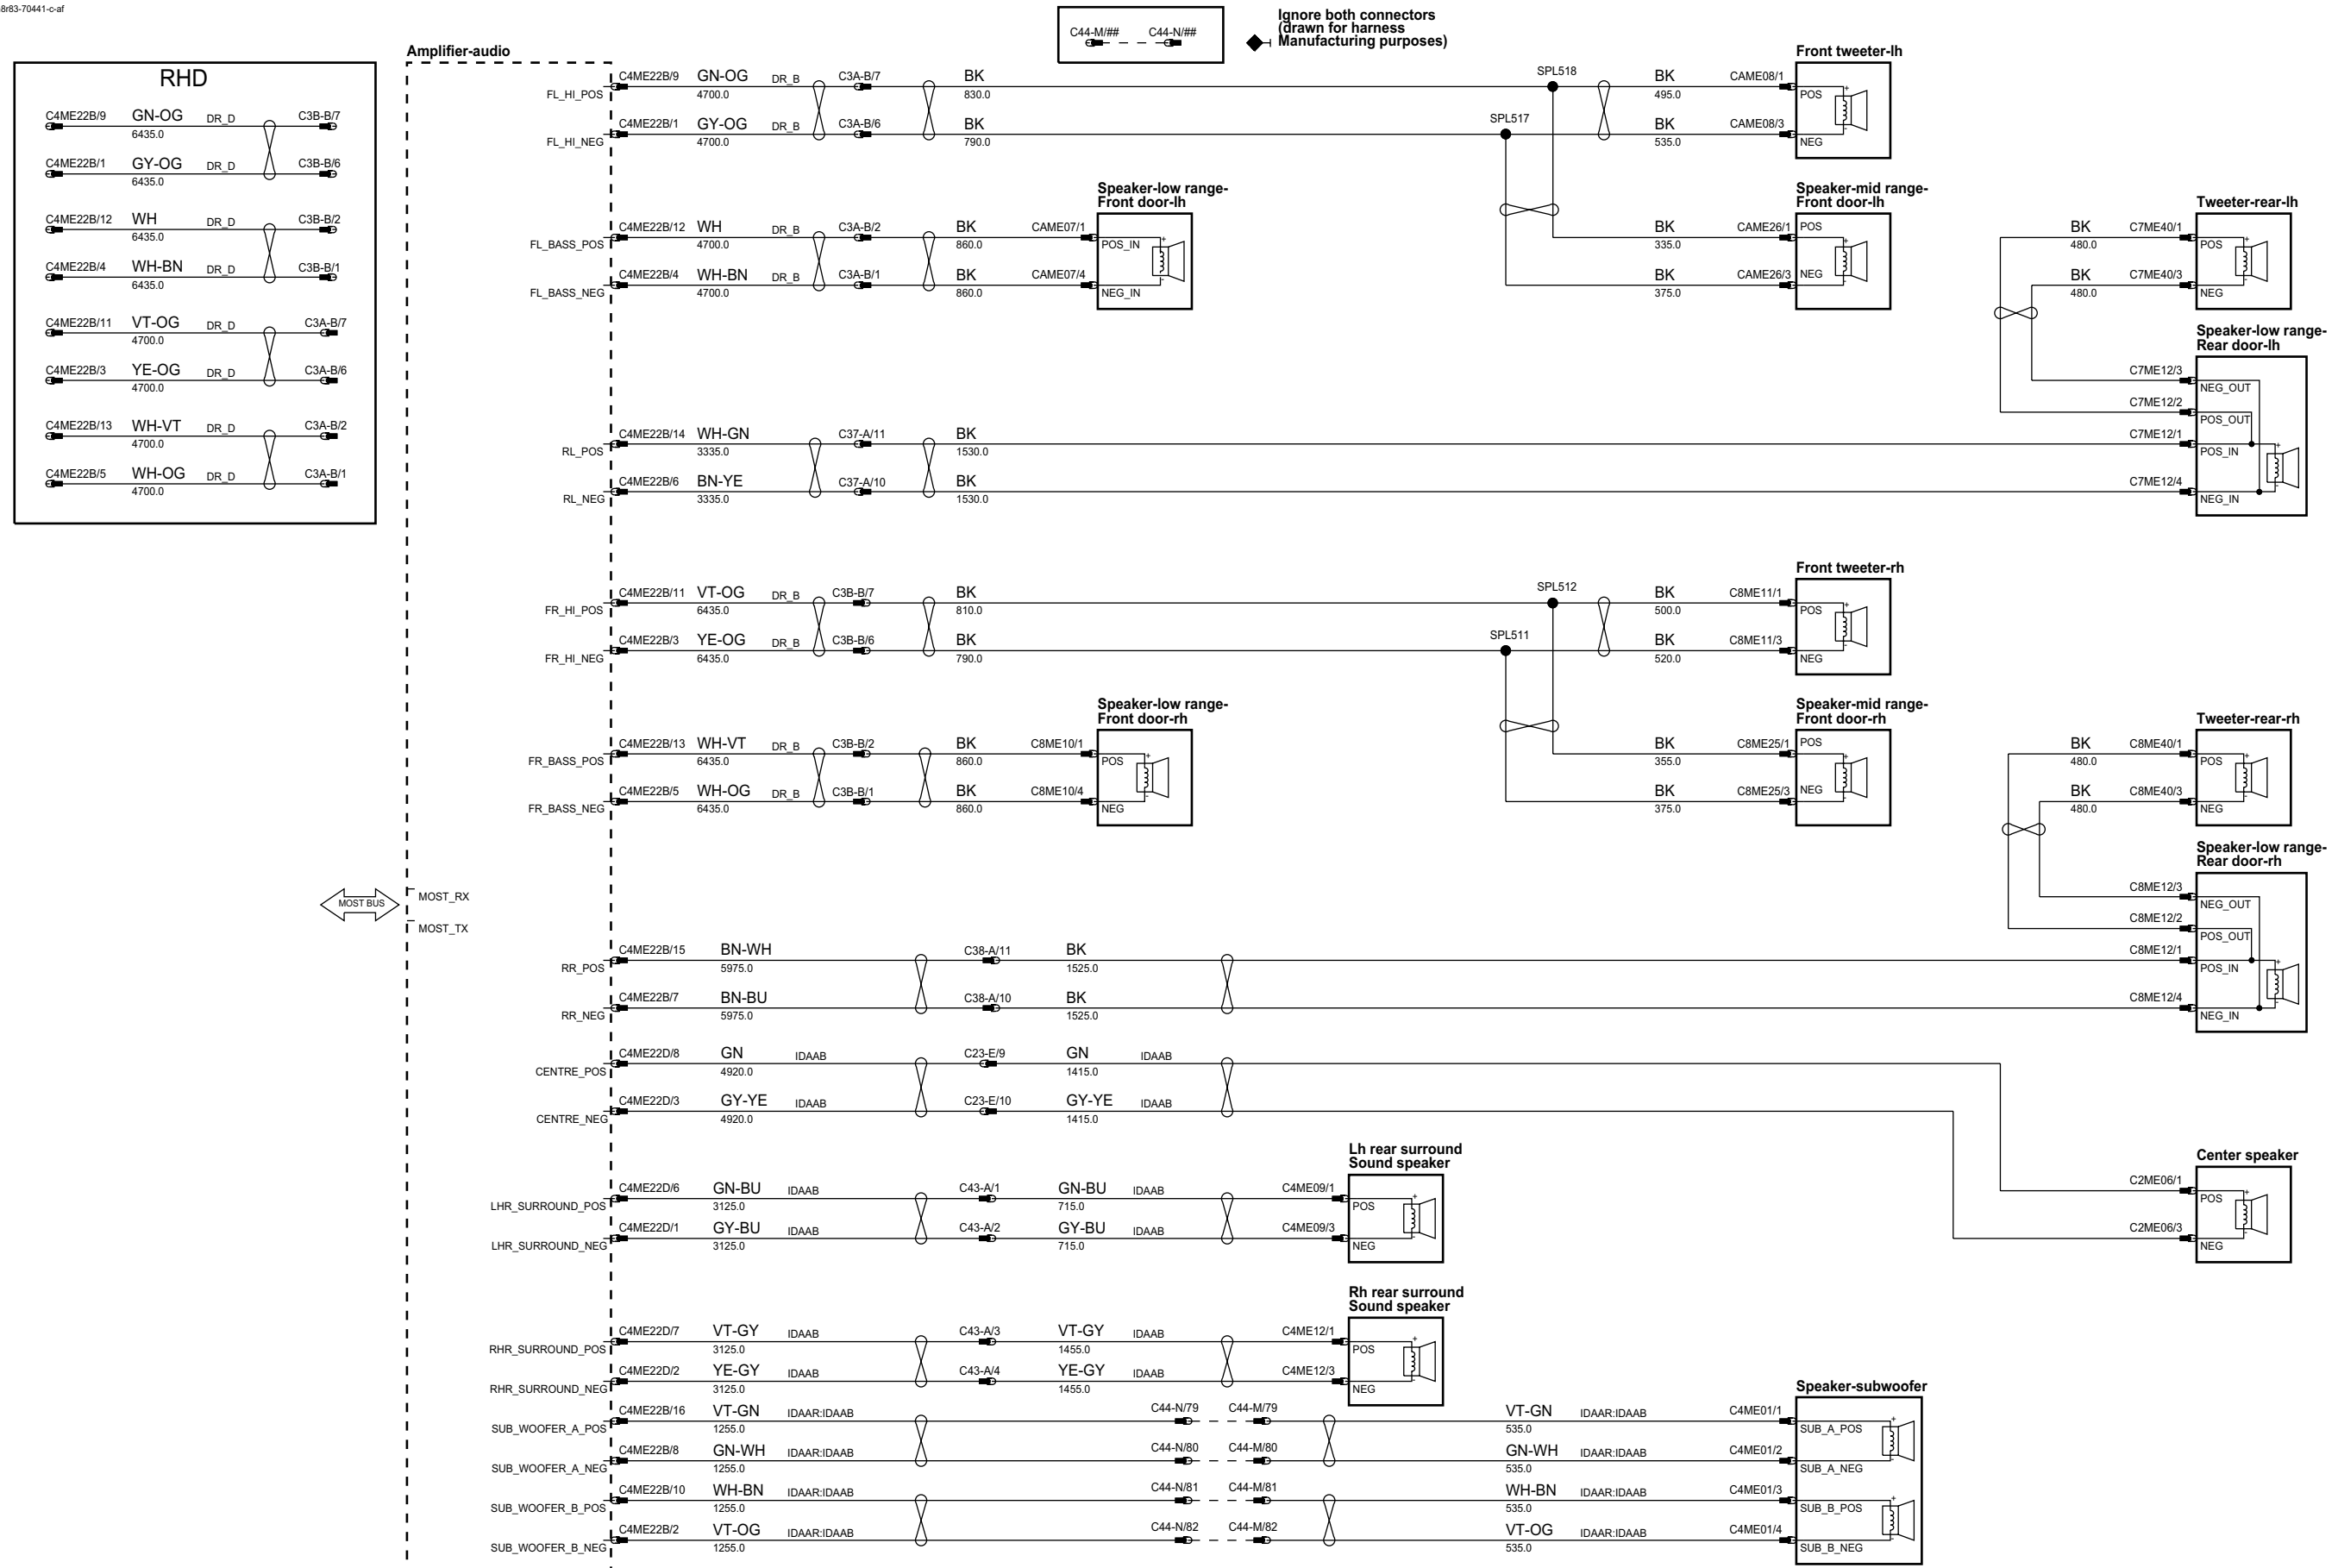 8r83-70441-c-af
C44-M/## C44-N/##
Ignore both connectors
(drawn for harness
Manufacturing purposes)
RHD
C4ME22B/9 GN-OG DR_D C3B-B/7
6435.0
C4ME22B/1 GY-OG DR_D C3B-B/6
6435.0
C4ME22B/12 WH DR_D C3B-B/2
6435.0
C4ME22B/4 WH-BN DR_D C3B-B/1
6435.0
C4ME22B/11 VT-OG DR_D C3A-B/7
4700.0
C4ME22B/3 YE-OG DR_D C3A-B/6
4700.0
C4ME22B/13 WH-VT DR_D C3A-B/2
4700.0
C4ME22B/5 WH-OG DR_D C3A-B/1
4700.0
Amplifier-audio
MOST BUS
MOST_RX
MOST_TX
FL_HI_POS C4ME22B/9 GN-OG DR_B C3A-B/7 BK SPL518 BK CAME08/1
4700.0 830.0 495.0
FL_HI_NEG C4ME22B/1 GY-OG DR_B C3A-B/6 BK SPL517 BK CAME08/3
4700.0 790.0 535.0
Front tweeter-lh
POS
+
-
NEG
FL_BASS_POS C4ME22B/12 WH DR_B C3A-B/2 BK CAME07/1
4700.0 860.0
FL_BASS_NEG C4ME22B/4 WH-BN DR_B C3A-B/1 BK CAME07/4
4700.0 860.0
Speaker-low range-
Front door-lh
POS_IN
+
-
NEG_IN
BK CAME26/1
335.0
BK CAME26/3
375.0
Speaker-mid range-
Front door-lh
POS
+
-
NEG
BK C7ME40/1
480.0
BK C7ME40/3
480.0
Tweeter-rear-lh
POS
+
-
NEG
RL_POS C4ME22B/14 WH-GN C37-A/11 BK
3335.0 1530.0
RL_NEG C4ME22B/6 BN-YE C37-A/10 BK
3335.0 1530.0
Speaker-low range-
Rear door-lh
C7ME12/3 NEG_OUT
C7ME12/2 POS_OUT
C7ME12/1 POS_IN
+
-
C7ME12/4 NEG_IN
FR_HI_POS C4ME22B/11 VT-OG DR_B C3B-B/7 BK SPL512 BK C8ME11/1
6435.0 810.0 500.0
FR_HI_NEG C4ME22B/3 YE-OG DR_B C3B-B/6 BK SPL511 BK C8ME11/3
6435.0 790.0 520.0
Front tweeter-rh
POS
+
-
NEG
FR_BASS_POS C4ME22B/13 WH-VT DR_B C3B-B/2 BK C8ME10/1
6435.0 860.0
FR_BASS_NEG C4ME22B/5 WH-OG DR_B C3B-B/1 BK C8ME10/4
6435.0 860.0
Speaker-low range-
Front door-rh
POS
+
-
NEG
BK C8ME25/1
355.0
BK C8ME25/3
375.0
Speaker-mid range-
Front door-rh
POS
+
-
NEG
BK C8ME40/1
480.0
BK C8ME40/3
480.0
Tweeter-rear-rh
POS
+
-
NEG
RR_POS C4ME22B/15 BN-WH C38-A/11 BK
5975.0 1525.0
RR_NEG C4ME22B/7 BN-BU C38-A/10 BK
5975.0 1525.0
Speaker-low range-
Rear door-rh
C8ME12/3 NEG_OUT
C8ME12/2 POS_OUT
C8ME12/1 POS_IN
+
-
C8ME12/4 NEG_IN
CENTRE_POS C4ME22D/8 GN IDAAB C23-E/9 GN IDAAB
4920.0 1415.0
CENTRE_NEG C4ME22D/3 GY-YE IDAAB C23-E/10 GY-YE IDAAB
4920.0 1415.0
Center speaker
C2ME06/1 POS
+
-
C2ME06/3 NEG
LHR_SURROUND_POS C4ME22D/6 GN-BU IDAAB C43-A/1 GN-BU IDAAB C4ME09/1
3125.0 715.0
LHR_SURROUND_NEG C4ME22D/1 GY-BU IDAAB C43-A/2 GY-BU IDAAB C4ME09/3
3125.0 715.0
Lh rear surround
Sound speaker
POS
+
-
NEG
RHR_SURROUND_POS C4ME22D/7 VT-GY IDAAB C43-A/3 VT-GY IDAAB C4ME12/1
3125.0 1455.0
RHR_SURROUND_NEG C4ME22D/2 YE-GY IDAAB C43-A/4 YE-GY IDAAB C4ME12/3
3125.0 1455.0
Rh rear surround
Sound speaker
POS
+
-
NEG
SUB_WOOFER_A_POS C4ME22B/16 VT-GN IDAAR:IDAAB C44-N/79 C44-M/79 VT-GN IDAAR:IDAAB C4ME01/1
1255.0 535.0
SUB_WOOFER_A_NEG C4ME22B/8 GN-WH IDAAR:IDAAB C44-N/80 C44-M/80 GN-WH IDAAR:IDAAB C4ME01/2
1255.0 535.0
SUB_WOOFER_B_POS C4ME22B/10 WH-BN IDAAR:IDAAB C44-N/81 C44-M/81 WH-BN IDAAR:IDAAB C4ME01/3
1255.0 535.0
SUB_WOOFER_B_NEG C4ME22B/2 VT-OG IDAAR:IDAAB C44-N/82 C44-M/82 VT-OG IDAAR:IDAAB C4ME01/4
1255.0 535.0
Speaker-subwoofer
SUB_A_POS
+
-
SUB_A_NEG
SUB_B_POS
+
-
SUB_B_NEG